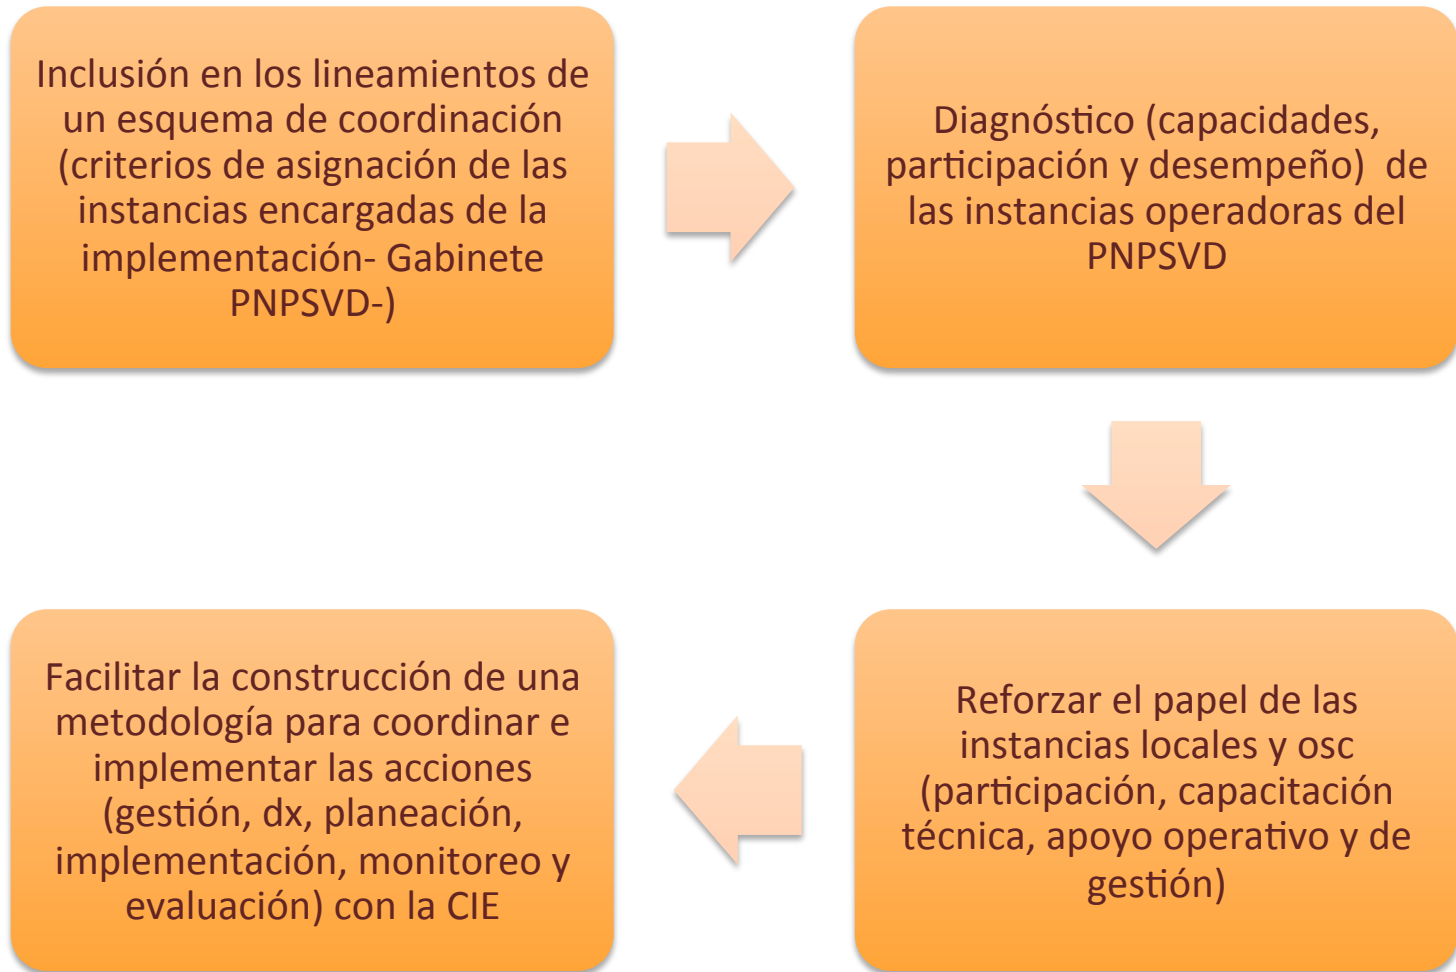 Inclusión en los lineamientos de
un esquema de coordinación
(criterios de asignación de las
instancias encargadas de la
implementación- Gabinete
PNPSVD-)
Diagnóstico (capacidades,
participación y desempeño)  de
las instancias operadoras del
PNPSVD
Reforzar el papel de las
instancias locales y osc
(participación, capacitación
técnica, apoyo operativo y de
gestión)
Facilitar la construcción de una
metodología para coordinar e
implementar las acciones
(gestión, dx, planeación,
implementación, monitoreo y
evaluación) con la CIE